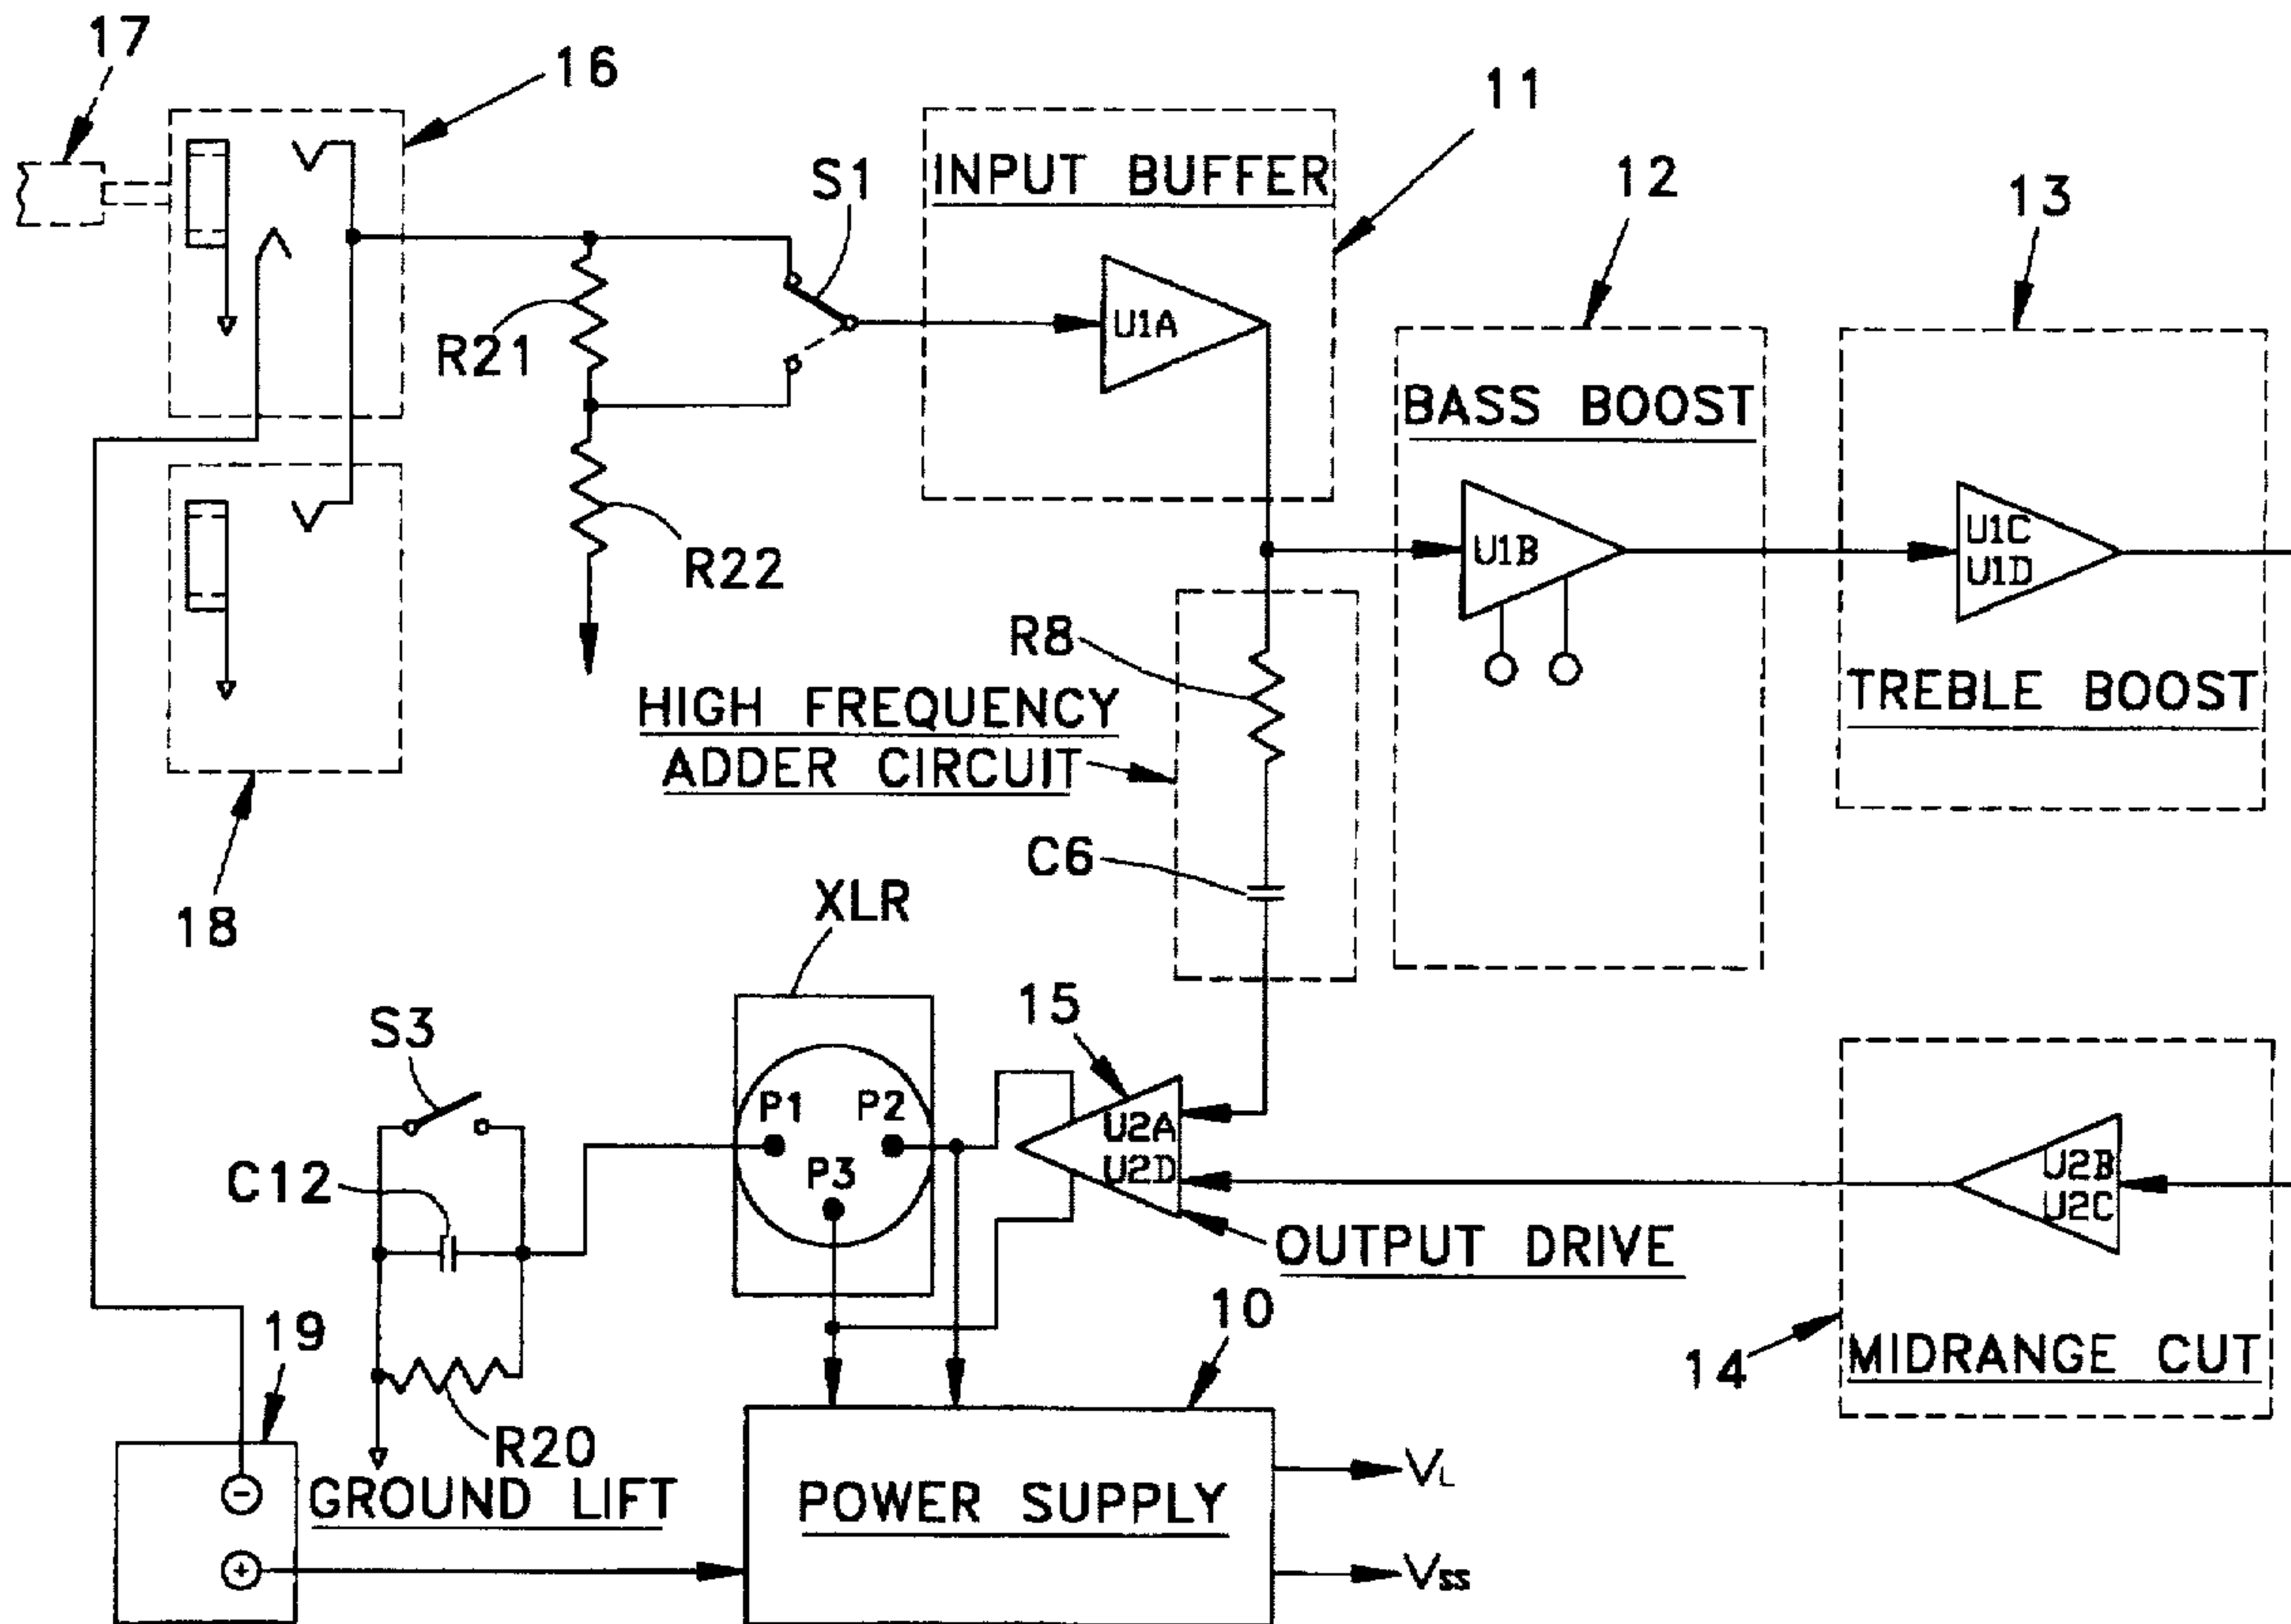 17
16
11
S1
INPUT BUFFER
12
13
U1A
R21
BASS BOOST
R22
U1B
U1C
U1D
R8
HIGH FREQUENCY
ADDER CIRCUIT
TREBLE BOOST
C6
18
XLR
15
S3
P1
P2
P3
U2A
U2D
U2B
U2C
C12
OUTPUT DRIVE
10
19
14
MIDRANGE CUT
R20
GROUND LIFT
−
+
POWER SUPPLY
VL
VSS